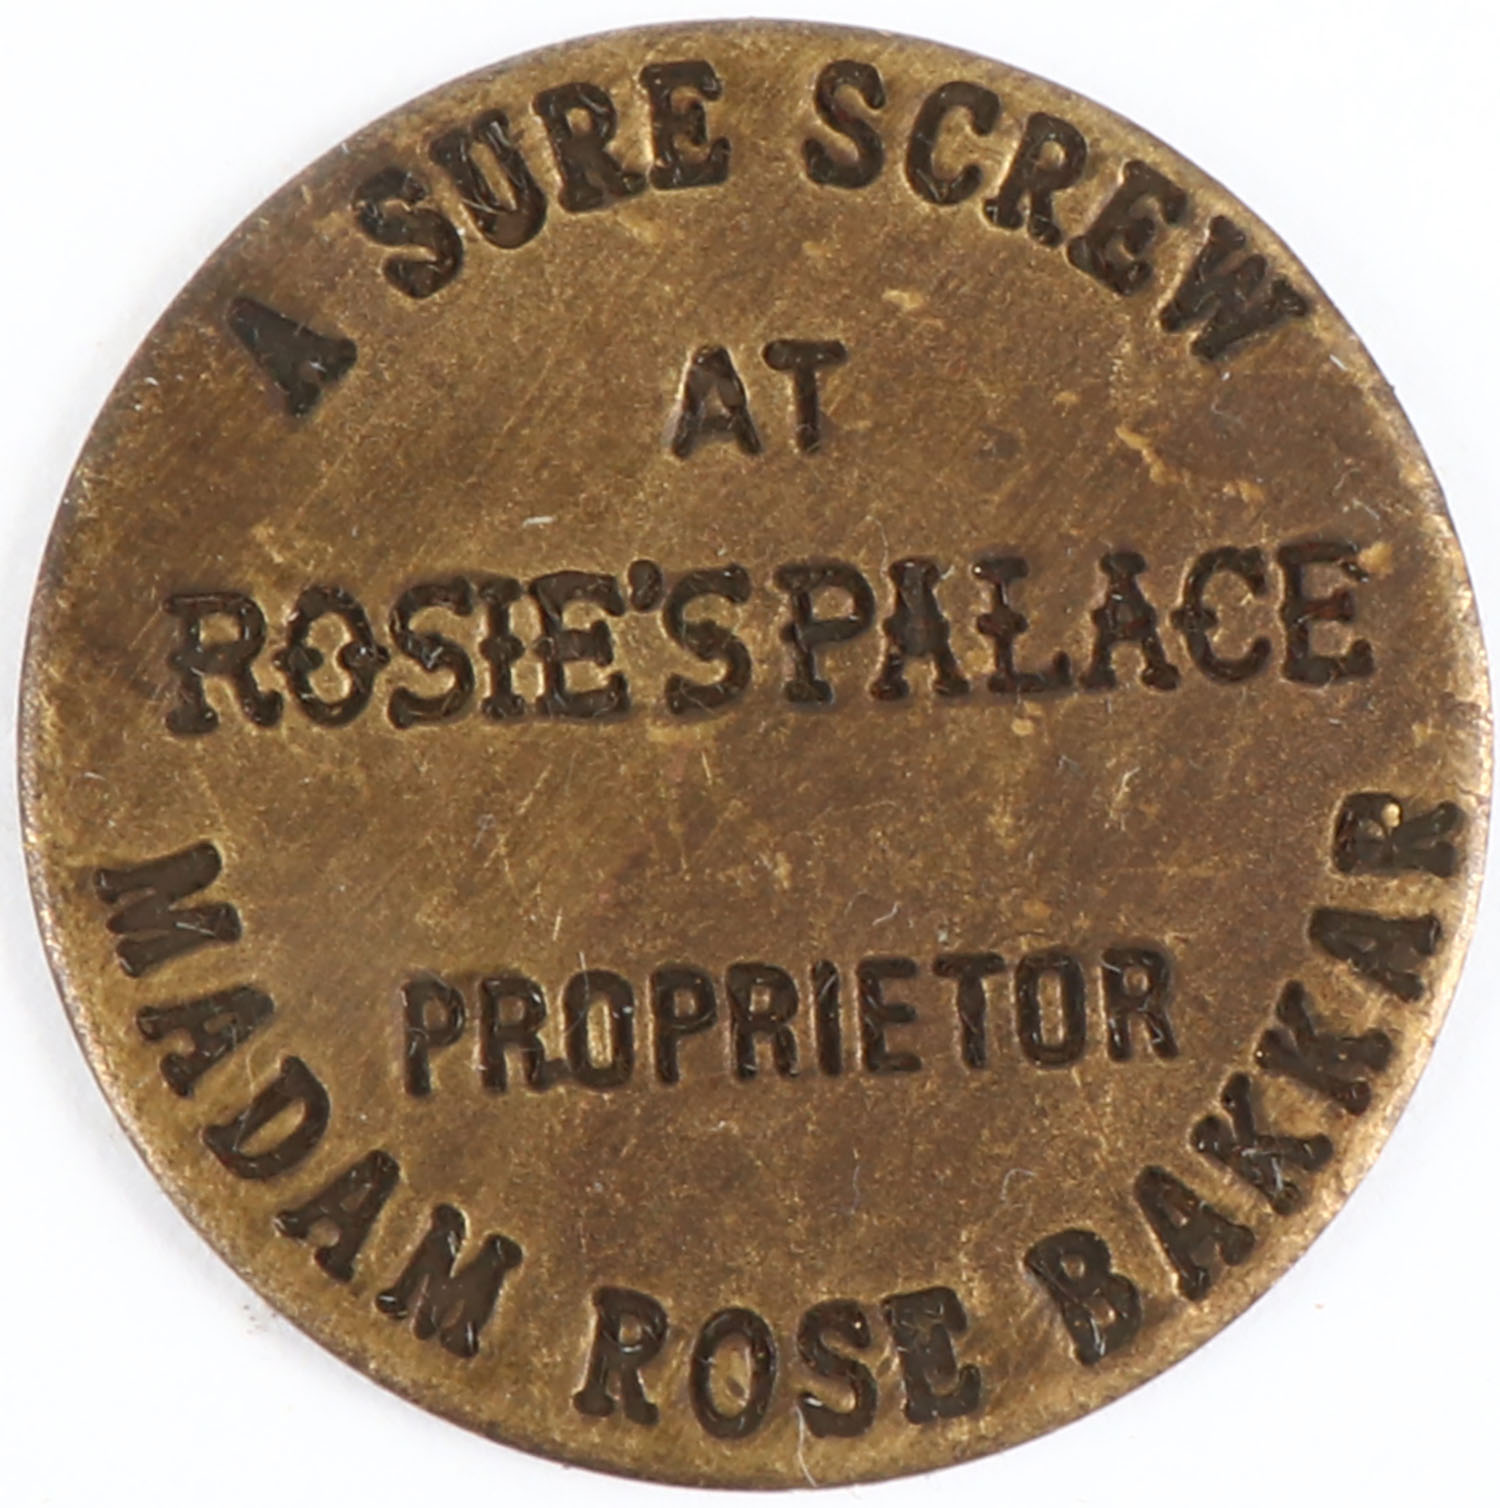 A SURE SCREW
AT
ROSIE'S PALACE
PROPRIETOR
MADAM ROSE BAKKAR